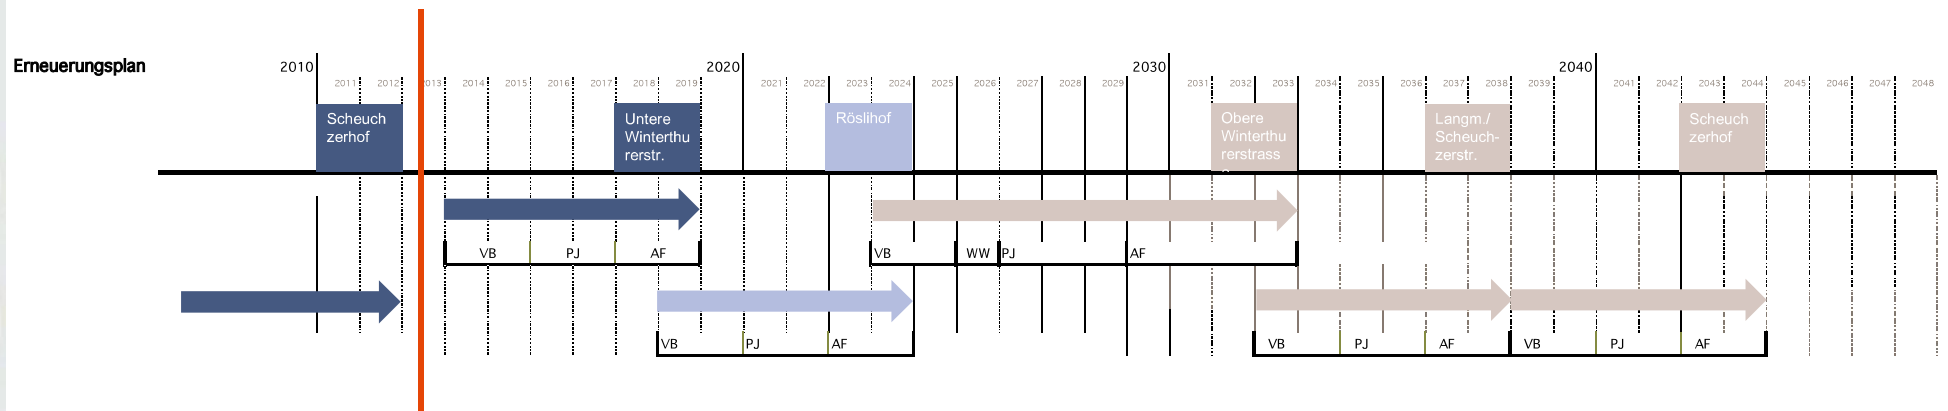 Erneuerungsplan
2010 2020 2030 2040
2011 2012 2013 2014 2015 2016 2017 2018 2019 2021 2022 2023 2024 2025 2026 2027 2028 2029 2031 2032 2033 2034 2035 2036 2037 2038 2039 2041 2042 2043 2044 2045 2046 2047 2048
Scheuch
zerhof
Untere
Winterthu
rerstr.
Röslihof
Obere
Winterthu
rerstrass
Langm./
Scheuch-
zerstr.
Scheuch
zerhof
VB PJ AF VB WW PJ AF
VB PJ AF VB PJ AF VB PJ AF